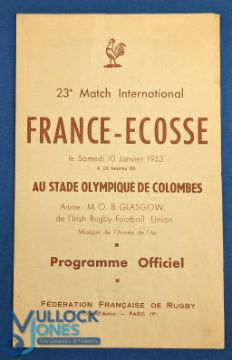 23e Match International
FRANCE-ECOSSE
le Samedi 10 Janvier 1953
à 15 heures 30.
AU STADE OLYMPIQUE DE COLOMBES
Arbitre: M. O. B. GLASGOW,
de l'Irish Rugby Football Union
Musique de l'Armée de l'Air
Programme Officiel
FÉDÉRATION FRANÇAISE DE RUGBY
d'Antin - PARIS (9e)
MULLOCK
JONES